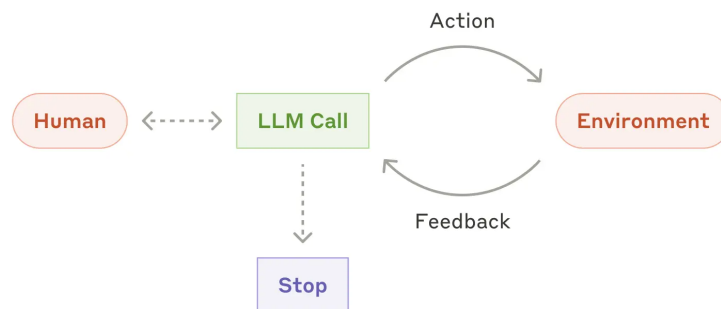 Action
Human
LLM Call
Environment
Feedback
Stop